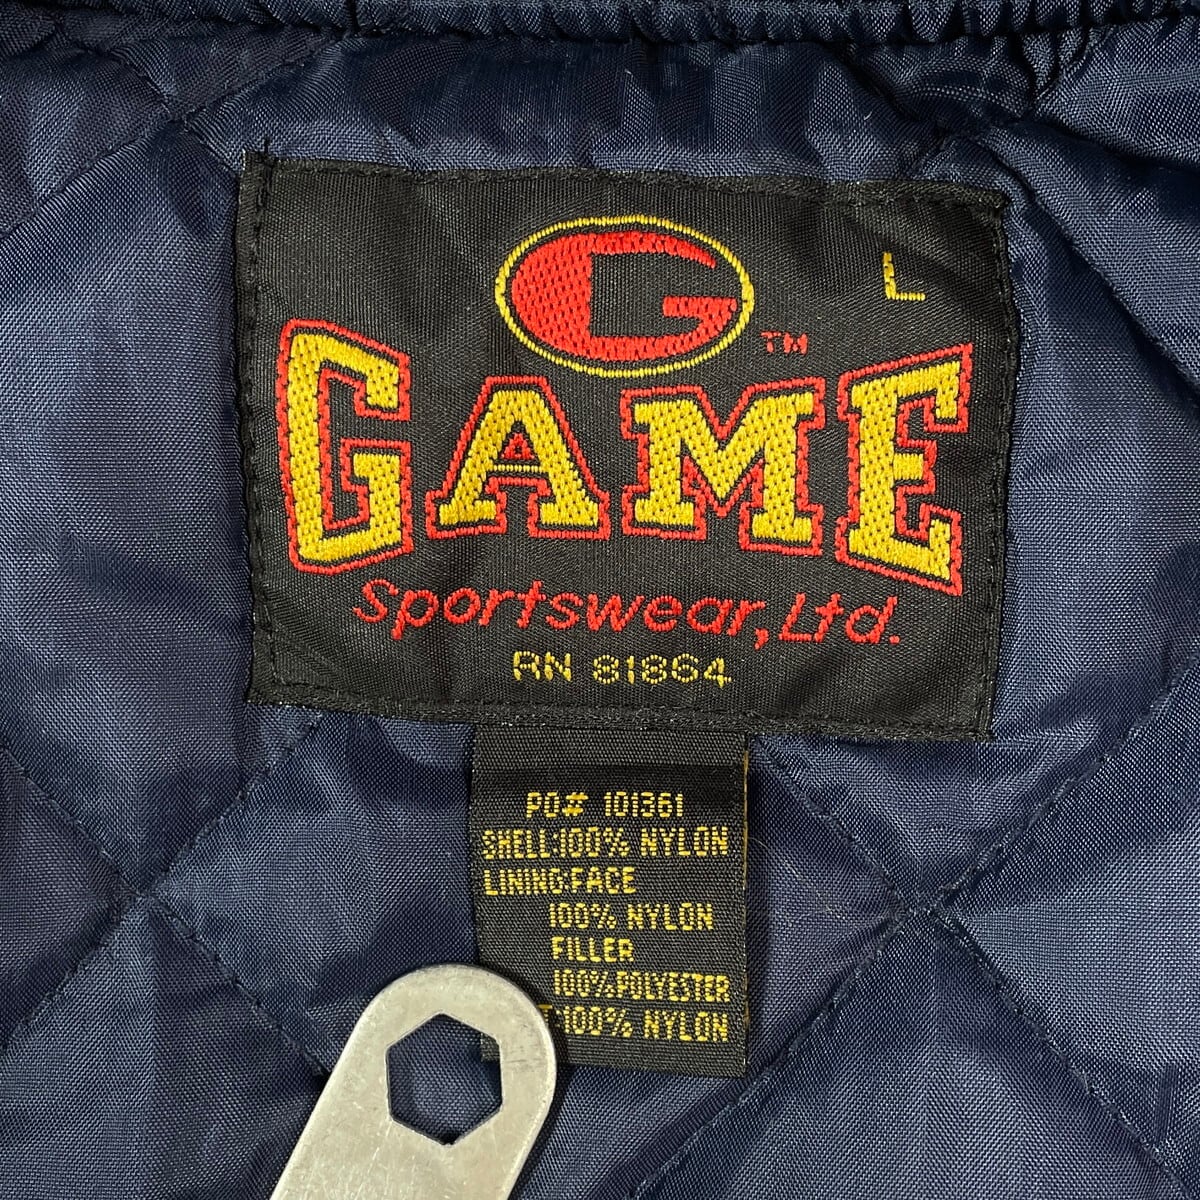 G
L
TM
GAME
Sportswear, Ltd.
RN 81864
PO# 101361
SHELL:100% NYLON
LINING:FACE
100% NYLON
FILLER
100%POLYESTER
100% NYLON